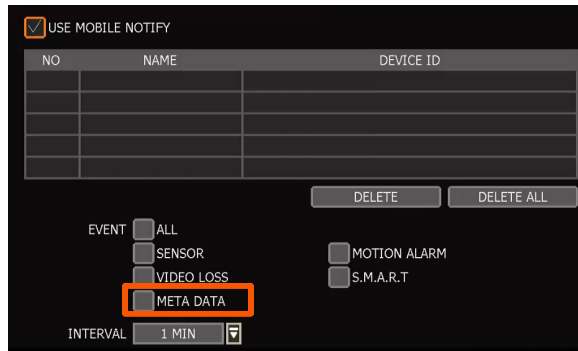 USE MOBILE NOTIFY
NO NAME DEVICE ID
DELETE DELETE ALL
EVENT ALL
SENSOR MOTION ALARM
VIDEO LOSS S.M.A.R.T
META DATA
INTERVAL 1 MIN